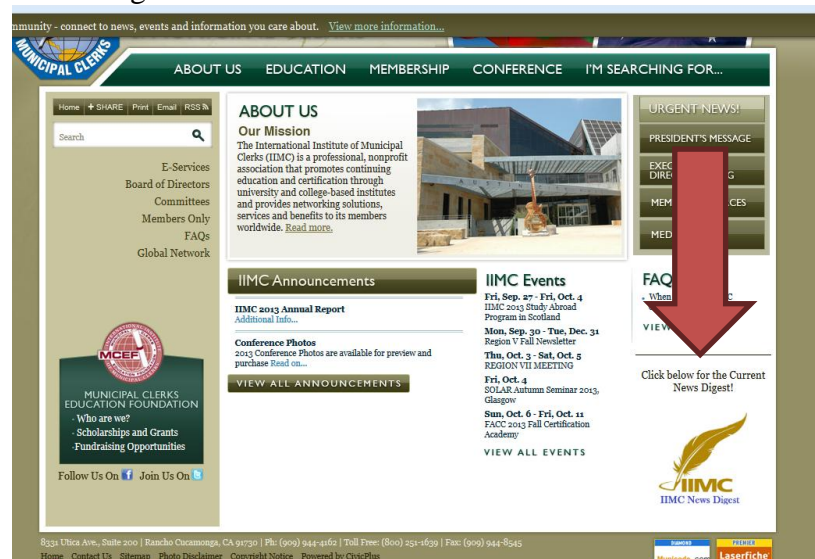 mmunity - connect to news, events and information you care about. View more information...
MUNICIPAL CLERKS
ABOUT US EDUCATION MEMBERSHIP CONFERENCE I'M SEARCHING FOR...
Home + SHARE Print Email RSS
Search
E-Services
Board of Directors
Committees
Members Only
FAQs
Global Network
INTERNATIONAL INSTITUTE
MCEF
MUNICIPAL CLERKS
EDUCATION FOUNDATION
· Who are we?
· Scholarships and Grants
·Fundraising Opportunities
Follow Us On Join Us On
ABOUT US
Our Mission
The International Institute of Municipal
Clerks (IIMC) is a professional, nonprofit
association that promotes continuing
education and certification through
university and college-based institutes
and provides networking solutions,
services and benefits to its members
worldwide. Read more.
IIMC Announcements
IIMC 2013 Annual Report
Additional Info...
Conference Photos
2013 Conference Photos are available for preview and
purchase Read on...
VIEW ALL ANNOUNCEMENTS
IIMC Events
Fri, Sep. 27 - Fri, Oct. 4
IIMC 2013 Study Abroad
Program in Scotland
Mon, Sep. 30 - Tue, Dec. 31
Region V Fall Newsletter
Thu, Oct. 3 - Sat, Oct. 5
REGION VII MEETING
Fri, Oct. 4
SOLAR Autumn Seminar 2013,
Glasgow
Sun, Oct. 6 - Fri, Oct. 11
FACC 2013 Fall Certification
Academy
VIEW ALL EVENTS
URGENT NEWS!
PRESIDENT'S MESSAGE
EXEC
DIRE G
MEM CES
MED
FAQ
When C
VIEW
Click below for the Current
News Digest!
IIMC
IIMC News Digest
8331 Utica Ave., Suite 200 | Rancho Cucamonga, CA 91730 | Ph: (909) 944-4162 | Toll Free: (800) 251-1639 | Fax: (909) 944-8545
Home Contact Us Sitemap Photo Disclaimer Copyright Notice Powered by CivicPlus
DIAMOND
PREMIER
Laserfiche